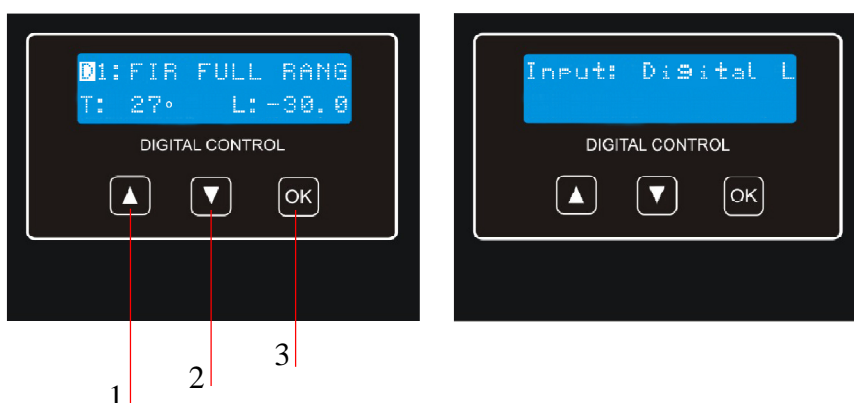 D1:FIR FULL RANG
T: 27° L:-30.0
DIGITAL CONTROL
OK
1
2
3
Input: Digital L
DIGITAL CONTROL
OK